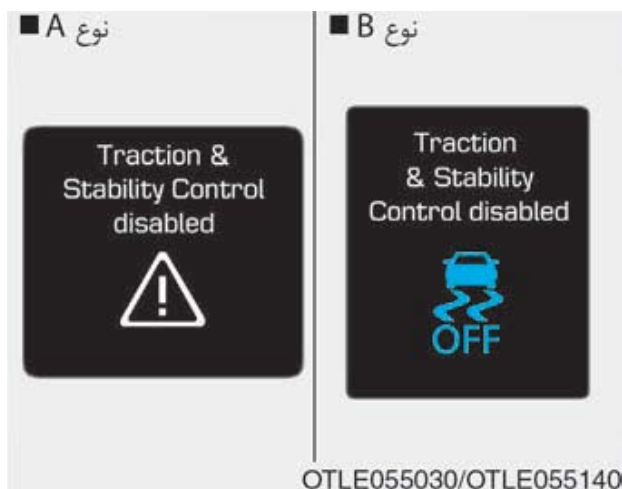 ■ A نوع
Traction &
Stability Control
disabled
■ B نوع
Traction
& Stability
Control disabled
OFF
OTLE055030/OTLE055140